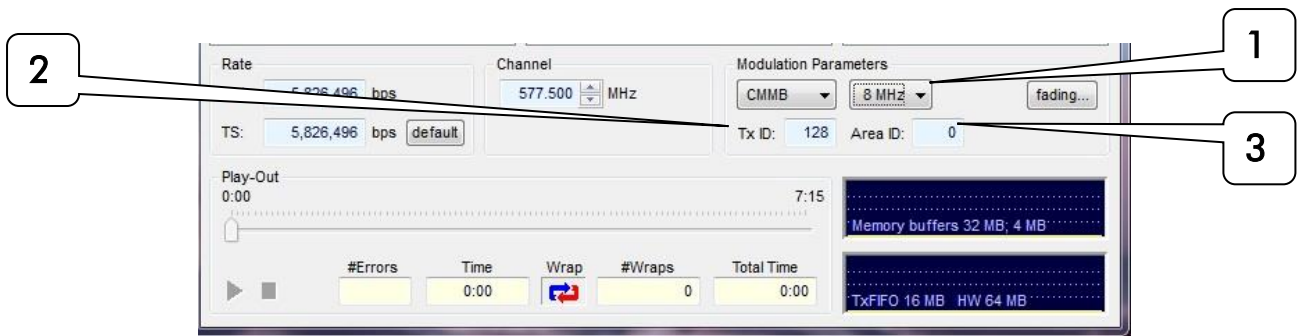 1
2
Rate
Channel
Modulation Parameters
5,826,496 bps
577.500 MHz
CMMB
8 MHz
fading...
TS: 5,826,496 bps default
Tx ID: 128 Area ID: 0
3
Play-Out
0:00
7:15
Memory buffers 32 MB; 4 MB
#Errors Time Wrap #Wraps Total Time
0:00 0 0:00
TxFIFO 16 MB HW 64 MB